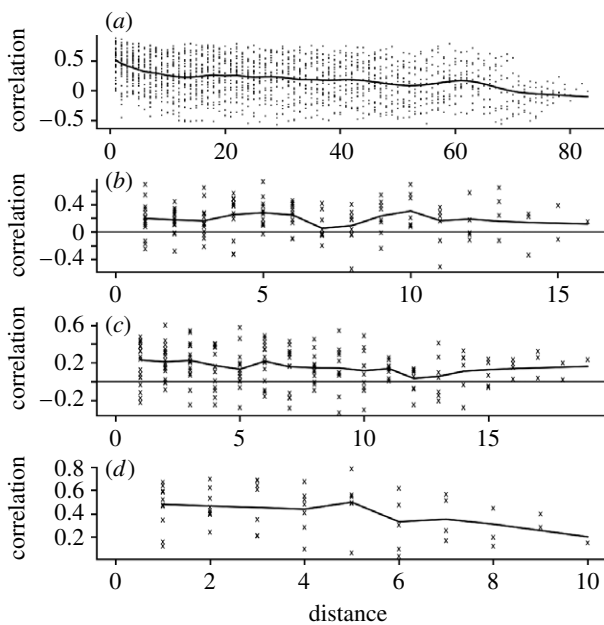 (a)
correlation
0.5
0
−0.5
0 20 40 60 80
(b)
correlation
0.4
0
−0.4
0 5 10 15
(c)
correlation
0.6
0.2
−0.2
0 5 10 15
(d)
correlation
0.8
0.6
0.4
0.2
0 2 4 6 8 10
distance